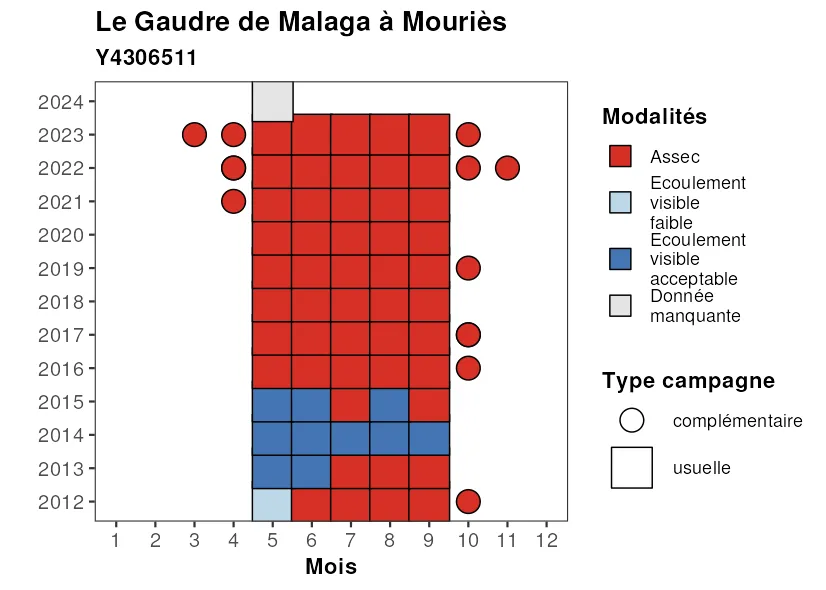 Le Gaudre de Malaga à Mouriès
Y4306511
2024
2023
2022
2021
2020
2019
2018
2017
2016
2015
2014
2013
2012
1 2 3 4 5 6 7 8 9 10 11 12
Mois
Modalités
Assec
Ecoulement
visible
faible
Ecoulement
visible
acceptable
Donnée
manquante
Type campagne
complémentaire
usuelle